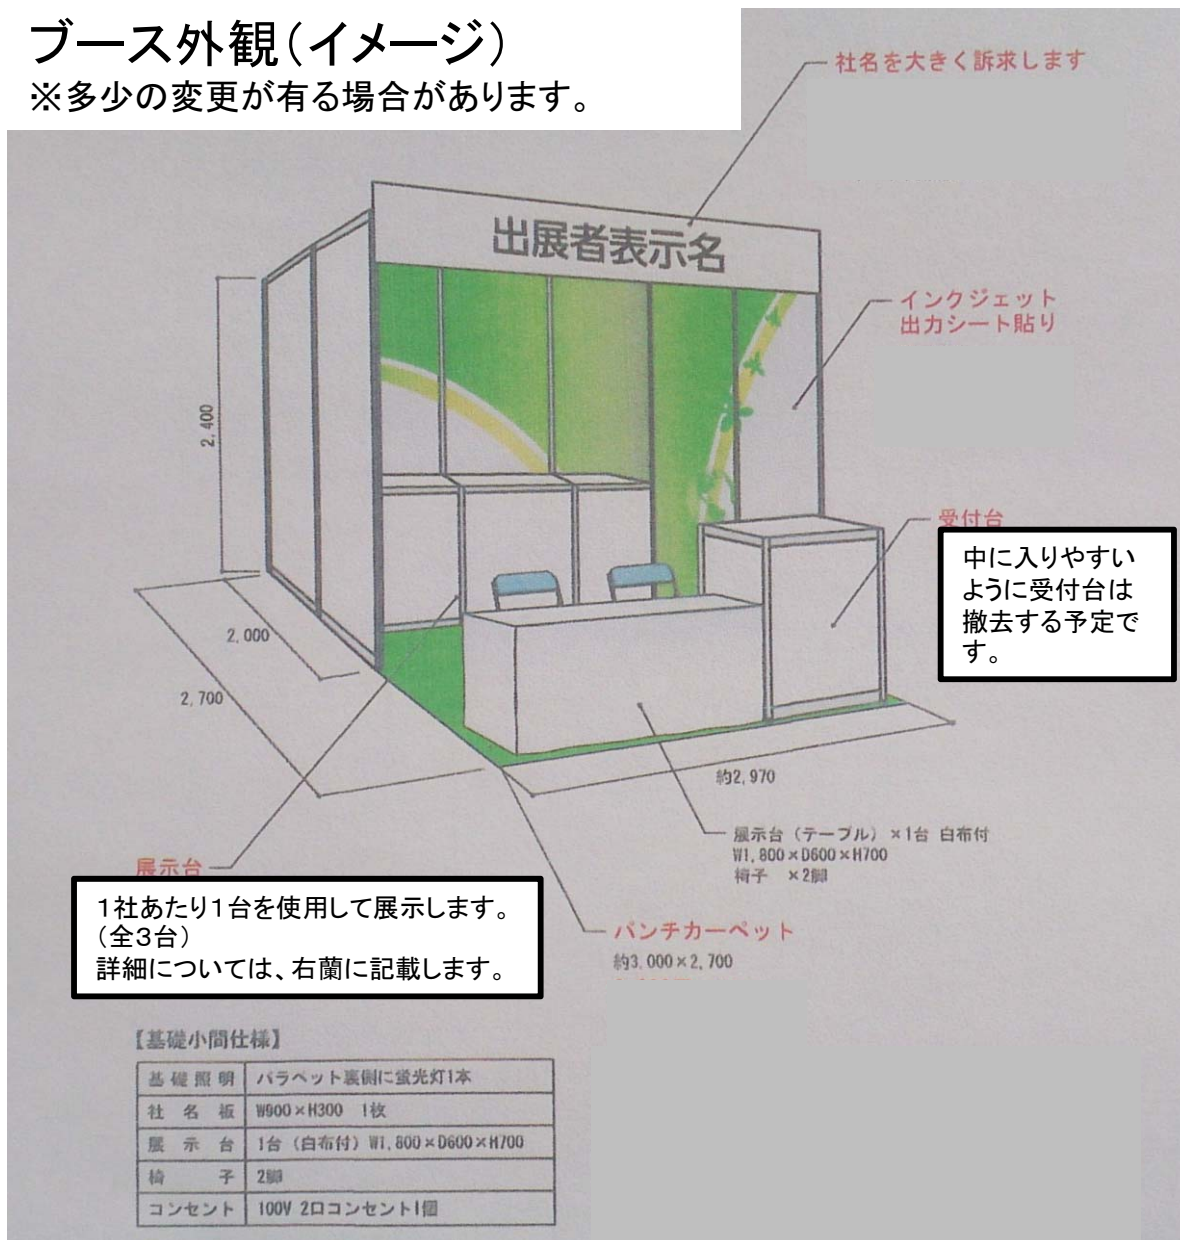 ブース外観(イメージ)
※多少の変更が有る場合があります。
社名を大きく訴求します
出展者表示名
インクジェット
出力シート貼り
2,400
受付台
中に入りやすい
ように受付台は
撤去する予定で
す。
2,000
2,700
約2,970
展示台(テーブル)×1台 白布付
W1,800×D600×H700
椅子 ×2脚
展示台
1社あたり1台を使用して展示します。
(全3台)
詳細については、右蘭に記載します。
パンチカーペット
約3,000×2,700
【基礎小間仕様】
基礎照明 パラペット裏側に蛍光灯1本
社名板 W900×H300 1枚
展示台 1台(白布付)W1,800×D600×H700
椅子 2脚
コンセント 100V 2口コンセント1個